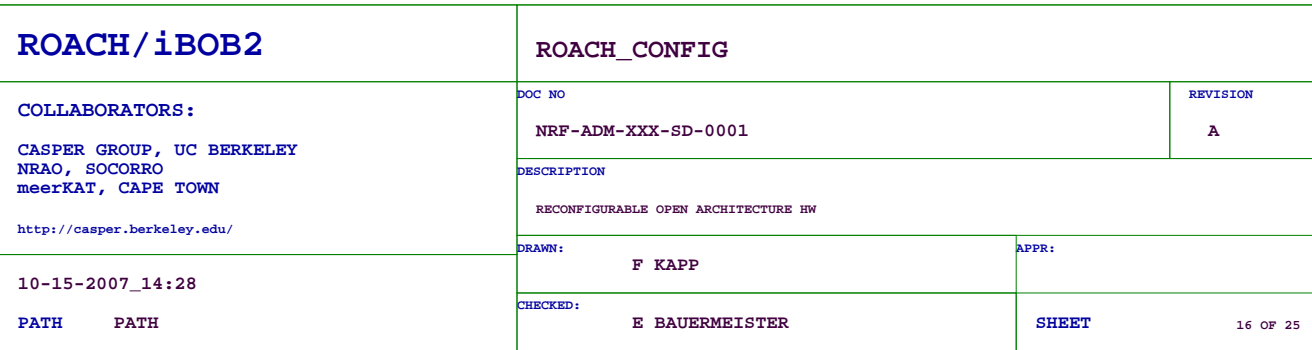 ROACH/iBOB2
ROACH_CONFIG
COLLABORATORS:
CASPER GROUP, UC BERKELEY
NRAO, SOCORRO
meerKAT, CAPE TOWN
http://casper.berkeley.edu/
10-15-2007_14:28
PATH PATH
DOC NO
NRF-ADM-XXX-SD-0001
REVISION
A
DESCRIPTION
RECONFIGURABLE OPEN ARCHITECTURE HW
DRAWN:
F KAPP
APPR:
CHECKED:
E BAUERMEISTER
SHEET 16 OF 25